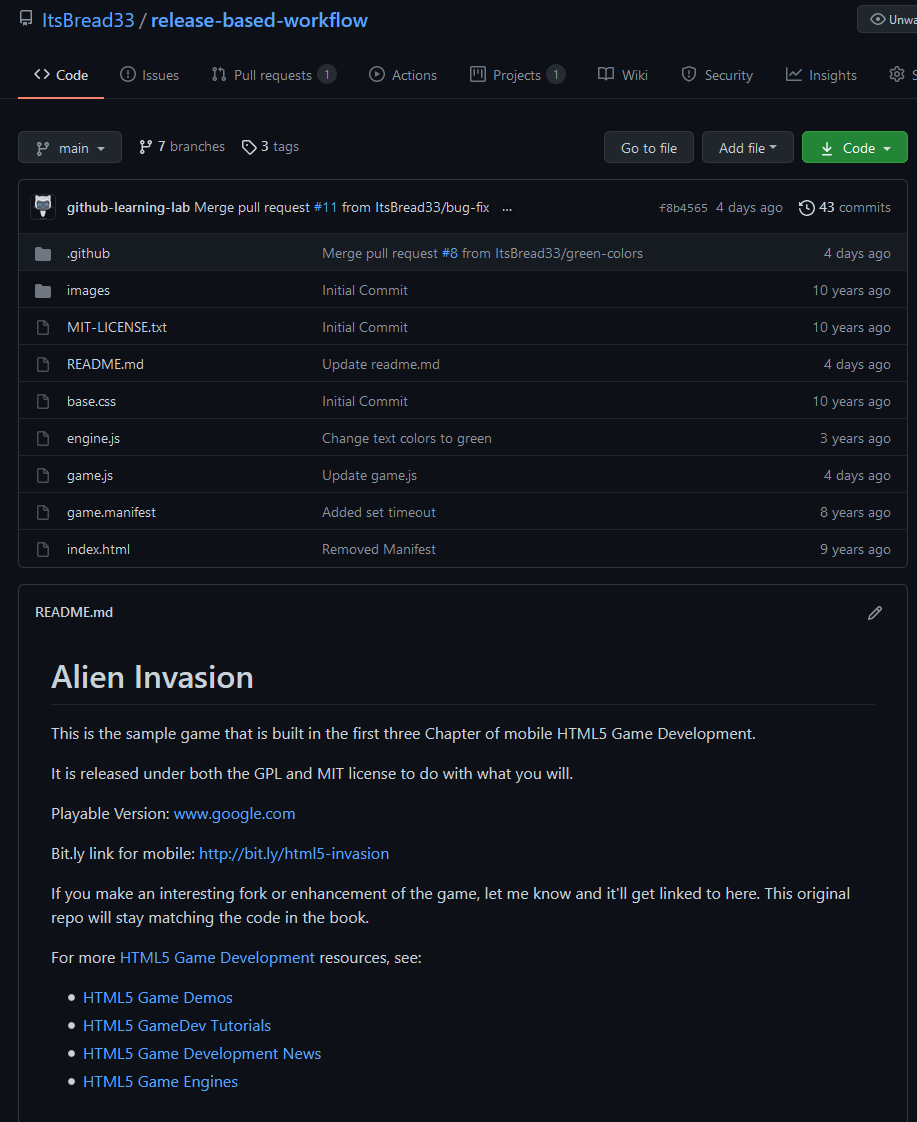 ItsBread33 / release-based-workflow
Unwa
Code Issues Pull requests 1 Actions Projects 1 Wiki Security Insights S
main 7 branches 3 tags Go to file Add file Code
github-learning-lab Merge pull request #11 from ItsBread33/bug-fix ... f8b4565 4 days ago 43 commits
.github Merge pull request #8 from ItsBread33/green-colors 4 days ago
images Initial Commit 10 years ago
MIT-LICENSE.txt Initial Commit 10 years ago
README.md Update readme.md 4 days ago
base.css Initial Commit 10 years ago
engine.js Change text colors to green 3 years ago
game.js Update game.js 4 days ago
game.manifest Added set timeout 8 years ago
index.html Removed Manifest 9 years ago
README.md
Alien Invasion
This is the sample game that is built in the first three Chapter of mobile HTML5 Game Development.
It is released under both the GPL and MIT license to do with what you will.
Playable Version: www.google.com
Bit.ly link for mobile: http://bit.ly/html5-invasion
If you make an interesting fork or enhancement of the game, let me know and it'll get linked to here. This original
repo will stay matching the code in the book.
For more HTML5 Game Development resources, see:
• HTML5 Game Demos
• HTML5 GameDev Tutorials
• HTML5 Game Development News
• HTML5 Game Engines